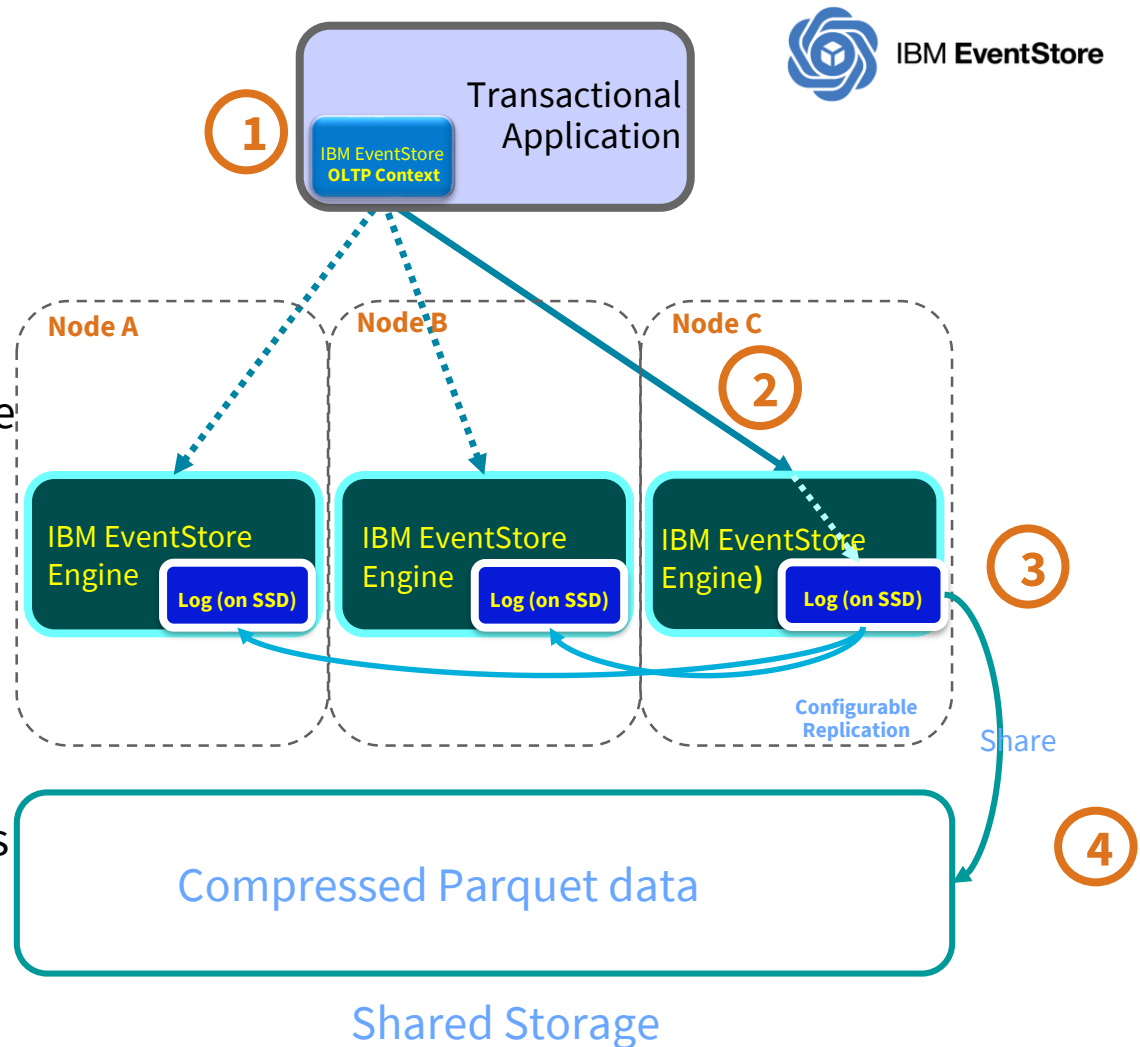 IBM EventStore
Transactional
Application
1
IBM EventStore
OLTP Context
Node A
Node B
Node C
2
e
IBM EventStore
Engine
Log (on SSD)
IBM EventStore
Engine
Log (on SSD)
IBM EventStore
Engine)
Log (on SSD)
3
Configurable
Replication
Share
s
4
Compressed Parquet data
Shared Storage